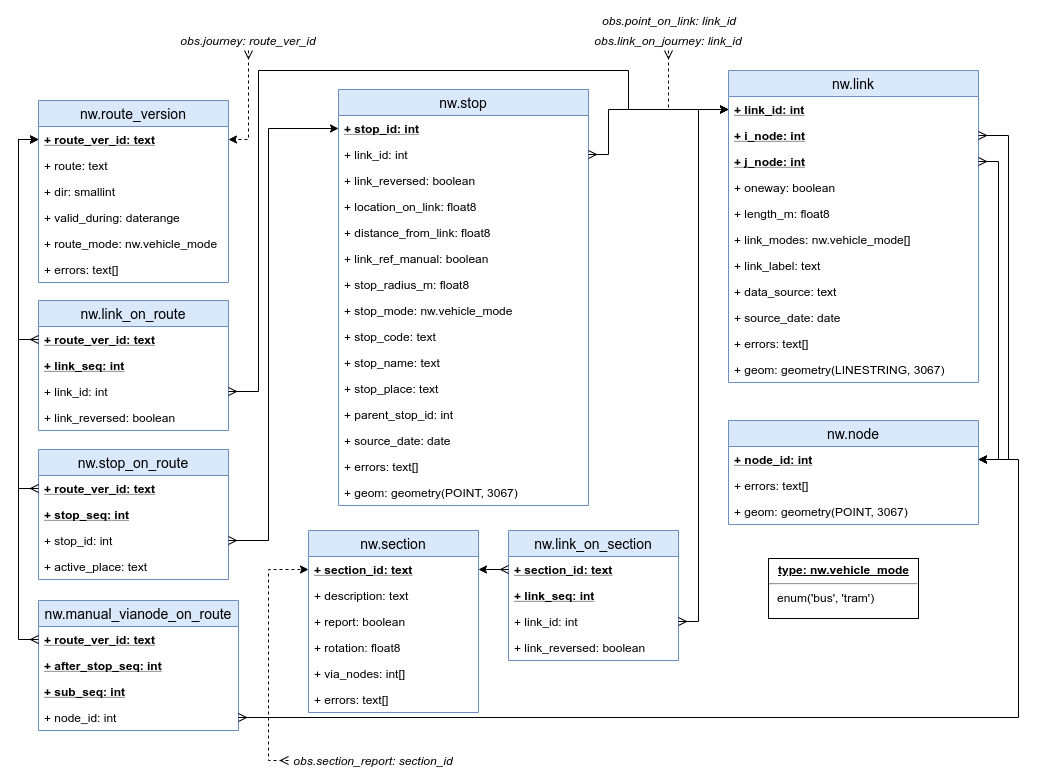 obs.point_on_link: link_id
obs.journey: route_ver_id
obs.link_on_journey: link_id
nw.route_version
+ route_ver_id: text
+ route: text
+ dir: smallint
+ valid_during: daterange
+ route_mode: nw.vehicle_mode
+ errors: text[]
nw.link_on_route
+ route_ver_id: text
+ link_seq: int
+ link_id: int
+ link_reversed: boolean
nw.stop_on_route
+ route_ver_id: text
+ stop_seq: int
+ stop_id: int
+ active_place: text
nw.manual_vianode_on_route
+ route_ver_id: text
+ after_stop_seq: int
+ sub_seq: int
+ node_id: int
nw.stop
+ stop_id: int
+ link_id: int
+ link_reversed: boolean
+ location_on_link: float8
+ distance_from_link: float8
+ link_ref_manual: boolean
+ stop_radius_m: float8
+ stop_mode: nw.vehicle_mode
+ stop_code: text
+ stop_name: text
+ stop_place: text
+ parent_stop_id: int
+ source_date: date
+ errors: text[]
+ geom: geometry(POINT, 3067)
nw.section
+ section_id: text
+ description: text
+ report: boolean
+ rotation: float8
+ via_nodes: int[]
+ errors: text[]
nw.link_on_section
+ section_id: text
+ link_seq: int
+ link_id: int
+ link_reversed: boolean
nw.link
+ link_id: int
+ i_node: int
+ j_node: int
+ oneway: boolean
+ length_m: float8
+ link_modes: nw.vehicle_mode[]
+ link_label: text
+ data_source: text
+ source_date: date
+ errors: text[]
+ geom: geometry(LINESTRING, 3067)
nw.node
+ node_id: int
+ errors: text[]
+ geom: geometry(POINT, 3067)
type: nw.vehicle_mode
enum('bus', 'tram')
obs.section_report: section_id